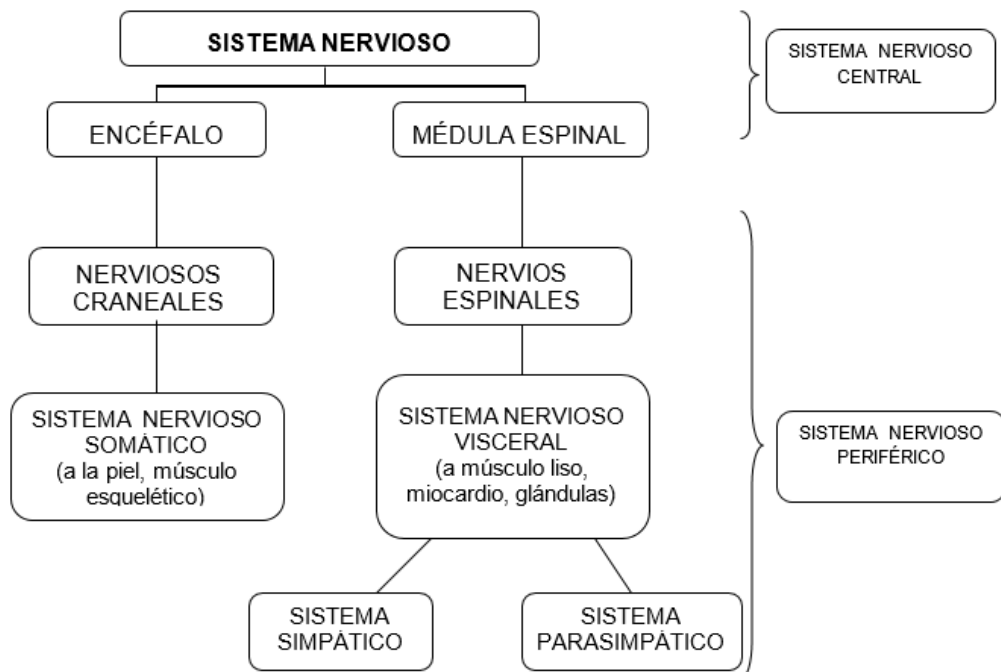 SISTEMA NERVIOSO
SISTEMA NERVIOSO
CENTRAL
ENCÉFALO
MÉDULA ESPINAL
NERVIOSOS
CRANEALES
NERVIOS
ESPINALES
SISTEMA NERVIOSO
SOMÁTICO
(a la piel, músculo
esquelético)
SISTEMA NERVIOSO
VISCERAL
(a músculo liso,
miocardio, glándulas)
SISTEMA NERVIOSO
PERIFÉRICO
SISTEMA
SIMPÁTICO
SISTEMA
PARASIMPÁTICO